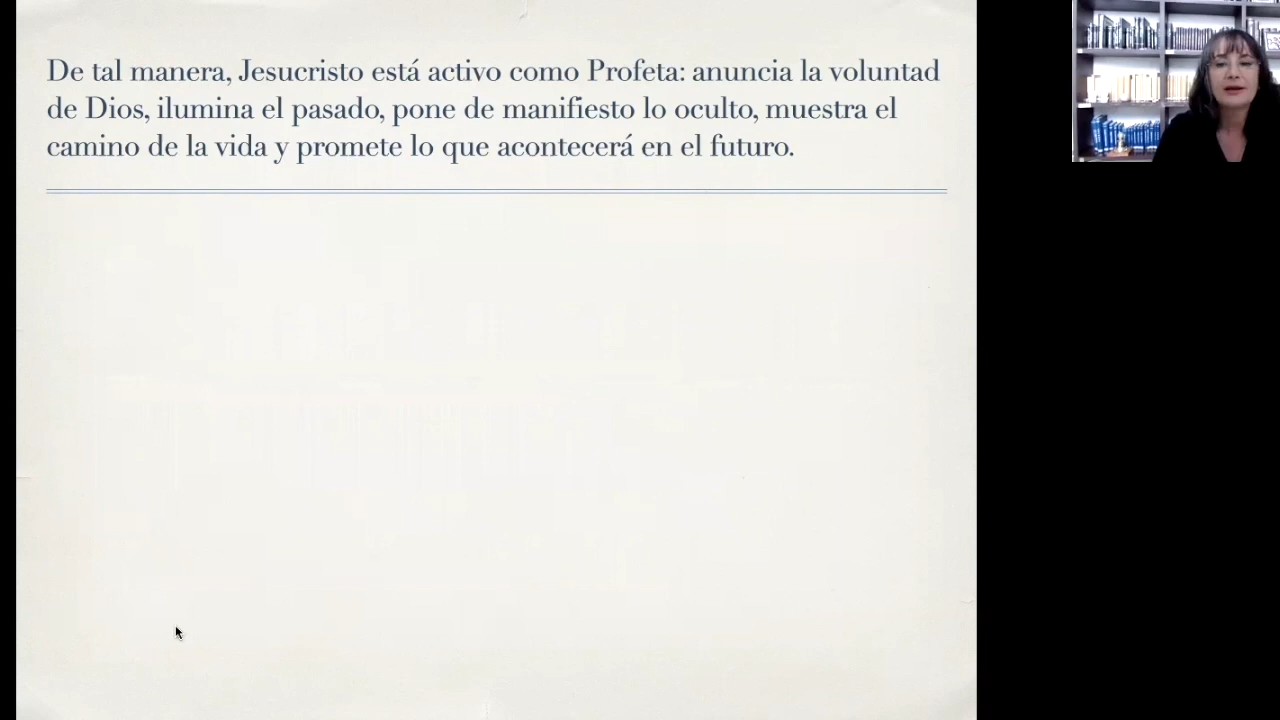 De tal manera, Jesucristo está activo como Profeta: anuncia la voluntad
de Dios, ilumina el pasado, pone de manifiesto lo oculto, muestra el
camino de la vida y promete lo que acontecerá en el futuro.